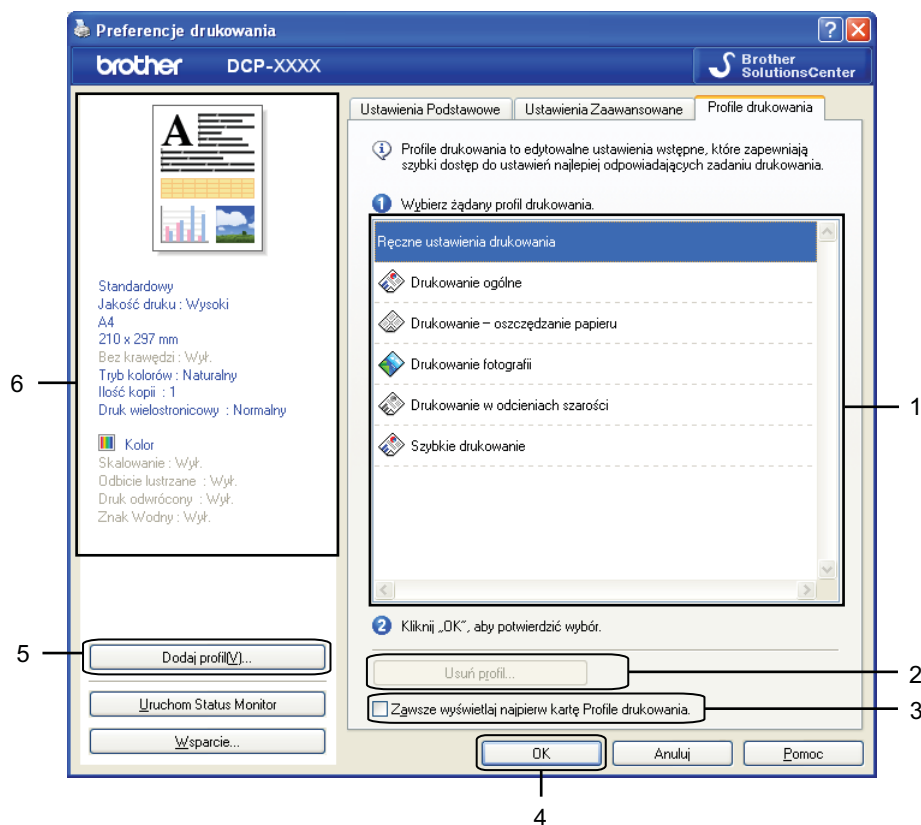 Preferencje drukowania
brother DCP-XXXX
Brother
SolutionsCenter
A
Standardowy
Jakość druku : Wysoki
A4
210 x 297 mm
Bez krawędzi : Wył.
Tryb kolorów : Naturalny
Ilość kopii : 1
Druk wielostronicowy : Normalny
Kolor
Skalowanie : Wył.
Odbicie lustrzane : Wył.
Druk odwrócony : Wył.
Znak Wodny : Wył.
6
Dodaj profil(V)...
5
Uruchom Status Monitor
Wsparcie...
Ustawienia Podstawowe
Ustawienia Zaawansowane
Profile drukowania
Profile drukowania to edytowalne ustawienia wstępne, które zapewniają
szybki dostęp do ustawień najlepiej odpowiadających zadaniu drukowania.
1 Wybierz żądany profil drukowania.
Ręczne ustawienia drukowania
Drukowanie ogólne
Drukowanie – oszczędzanie papieru
Drukowanie fotografii
Drukowanie w odcieniach szarości
Szybkie drukowanie
1
2 Kliknij „OK”, aby potwierdzić wybór.
Usuń profil...
2
Zawsze wyświetlaj najpierw kartę Profile drukowania.
3
OK
Anuluj
Pomoc
4